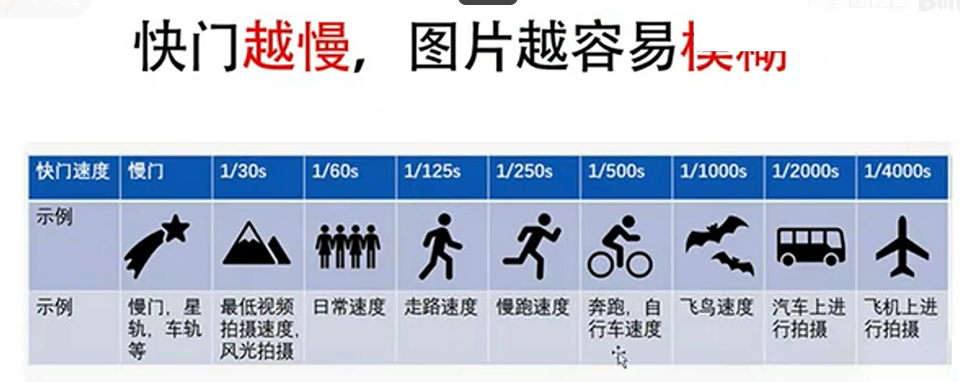 快门越慢，图片越容易模糊
快门速度 慢门 1/30s 1/60s 1/125s 1/250s 1/500s 1/1000s 1/2000s 1/4000s
示例
示例 慢门，星 最低视频 日常速度 走路速度 慢跑速度 奔跑，自 飞鸟速度 汽车上进 飞机上进
轨，车轨 拍摄速度， 行车速度 行拍摄 行拍摄
等 风光拍摄